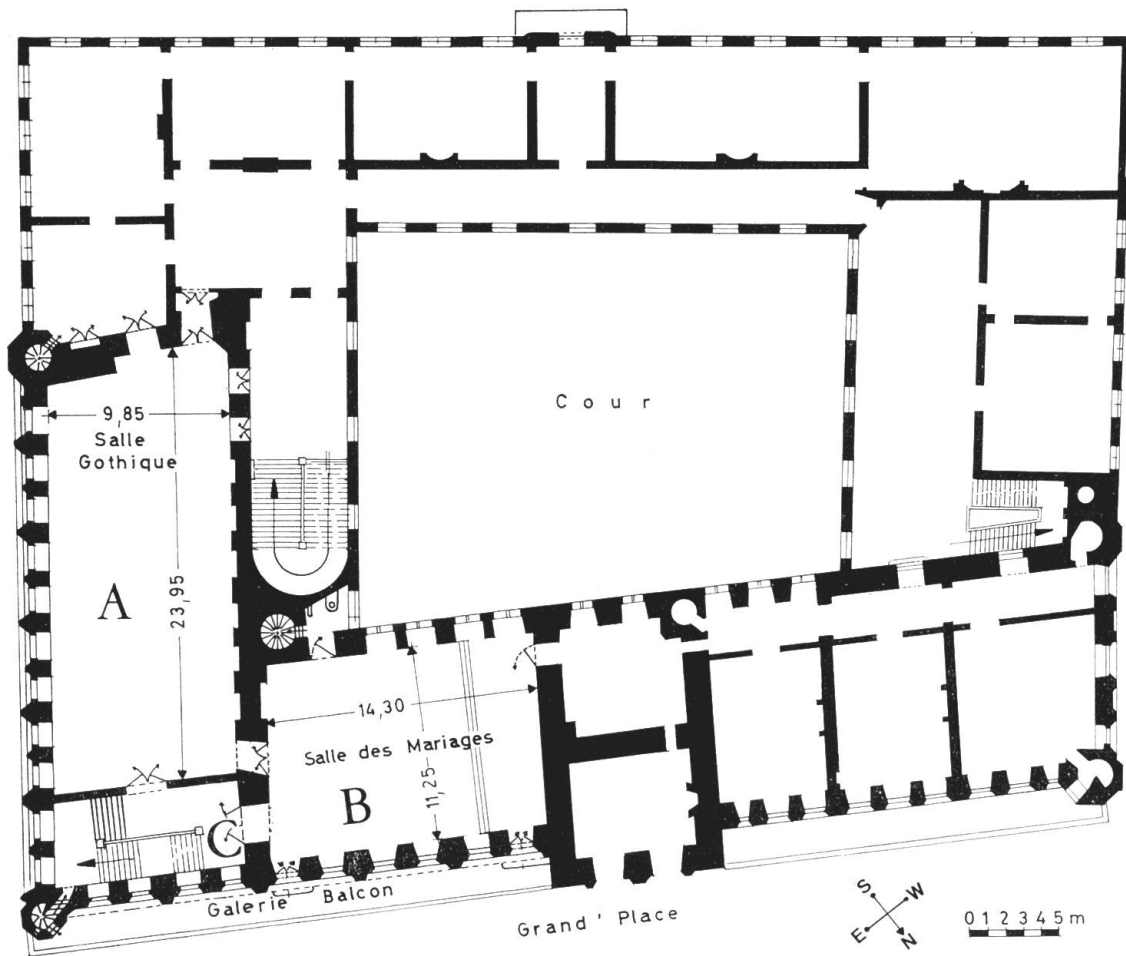 Cour
9,85
Salle
Gothique
A
23,95
14,30
Salle des Mariages
B
11,25
C
Galerie Balcon
Grand' Place
S
W
E
N
0 1 2 3 4 5 m